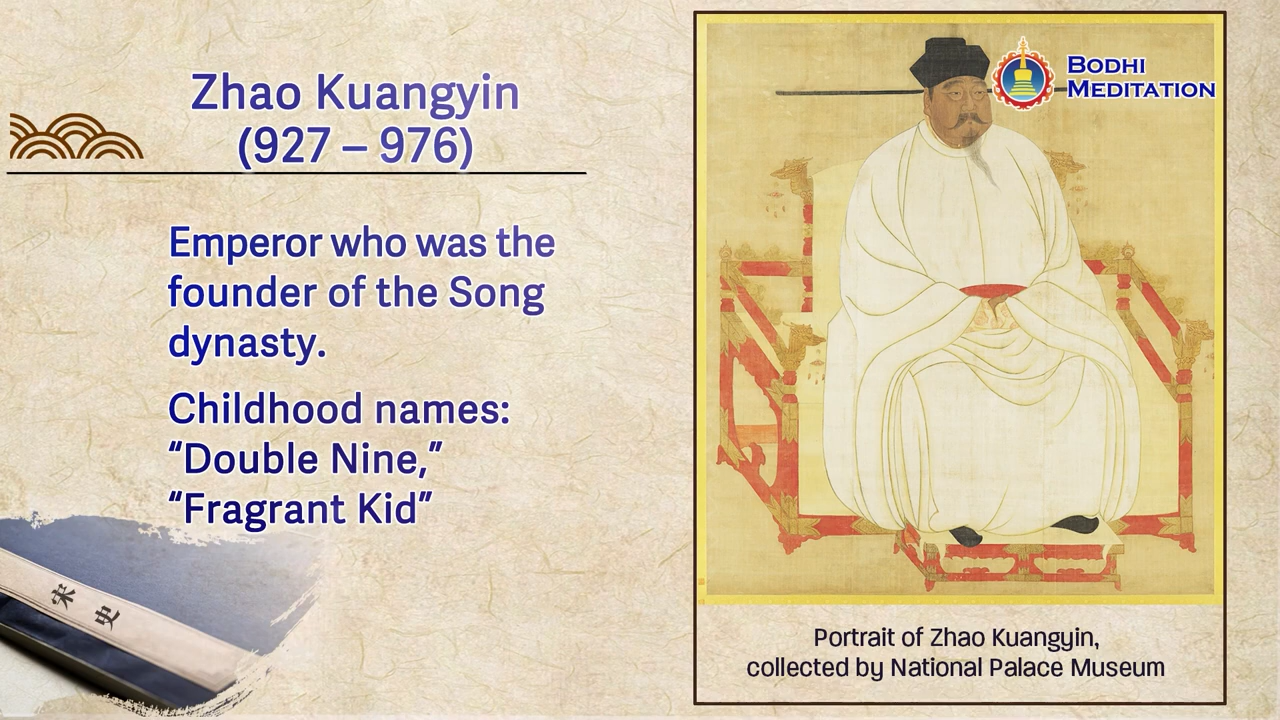 Zhao Kuangyin
(927 – 976)
Emperor who was the
founder of the Song
dynasty.
Childhood names:
“Double Nine,”
“Fragrant Kid”
宋史
BODHI
MEDITATION
Portrait of Zhao Kuangyin,
collected by National Palace Museum